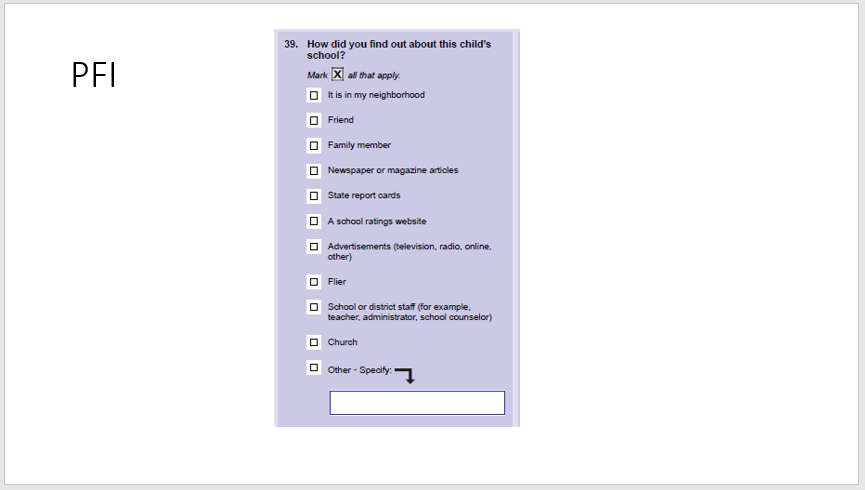 PFI
39. How did you find out about this child's
school?
Mark X all that apply.
It is in my neighborhood
Friend
Family member
Newspaper or magazine articles
State report cards
A school ratings website
Advertisements (television, radio, online,
other)
Flier
School or district staff (for example,
teacher, administrator, school counselor)
Church
Other - Specify: